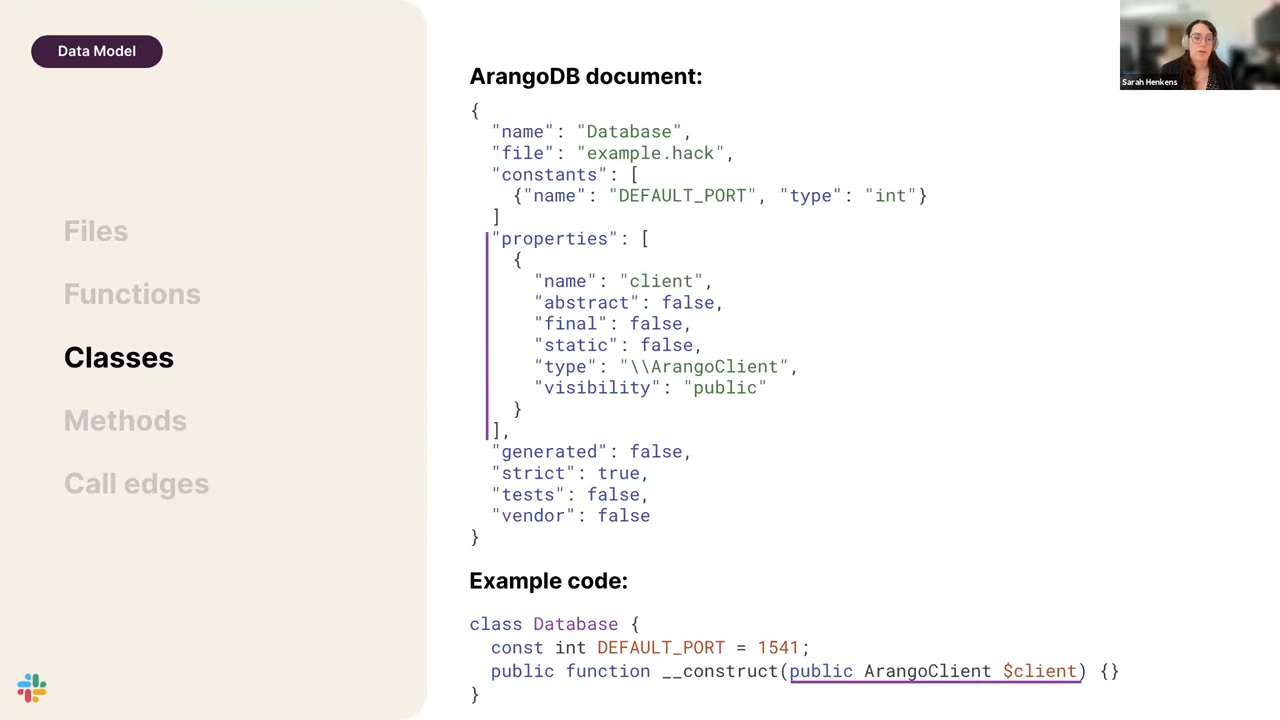 Data Model
Files
Functions
Classes
Methods
Call edges
ArangoDB document:
{
"name": "Database",
"file": "example.hack",
"constants": [
{"name": "DEFAULT_PORT", "type": "int"}
]
"properties": [
{
"name": "client",
"abstract": false,
"final": false,
"static": false,
"type": "\\ArangoClient",
"visibility": "public"
}
],
"generated": false,
"strict": true,
"tests": false,
"vendor": false
}
Example code:
class Database {
const int DEFAULT_PORT = 1541;
public function __construct(public ArangoClient $client) {}
}
Sarah Henkens